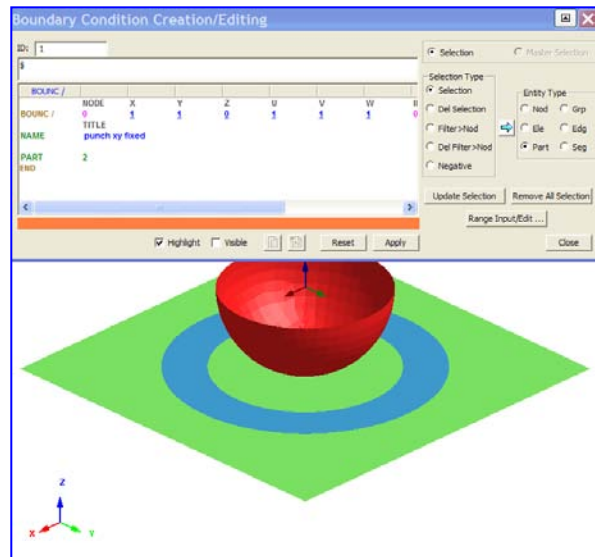 Boundary Condition Creation/Editing
ID: 1
$
BOUNC /
NODE X Y Z U V W
BOUNC / 0 1 1 0 1 1 1 0
TITLE
NAME punch xy fixed
PART 2
END
Highlight Visible Reset Apply
Selection Master Selection
Selection Type
Selection
Del Selection
Filter>Nod
Del Filter>Nod
Negative
Entity Type
Nod Grp
Ele Edg
Part Seg
Update Selection Remove All Selection
Range Input/Edit ...
Close
Z
X Y